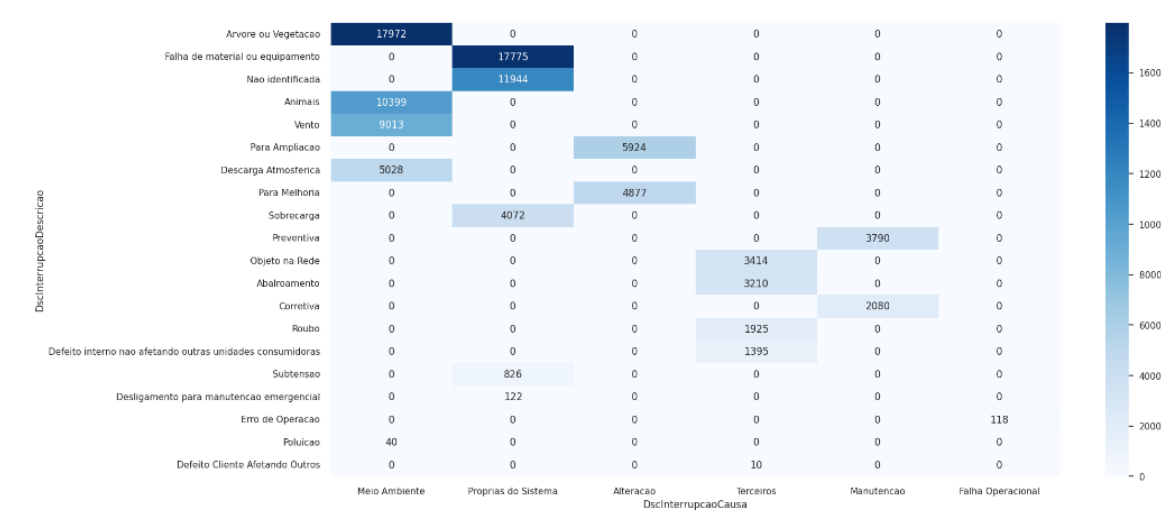 Arvore ou Vegetacao 17972 0 0 0 0 0
Falha de material ou equipamento 0 17775 0 0 0 0
Nao identificada 0 11944 0 0 0 0
Animais 10399 0 0 0 0 0
Vento 9013 0 0 0 0 0
Para Ampliacao 0 0 5924 0 0 0
Descarga Atmosferica 5028 0 0 0 0 0
Para Melhoria 0 0 4877 0 0 0
Sobrecarga 0 4072 0 0 0 0
Preventiva 0 0 0 0 3790 0
Objeto na Rede 0 0 0 3414 0 0
Abalroamento 0 0 0 3210 0 0
Corretiva 0 0 0 0 2080 0
Roubo 0 0 0 1925 0 0
Defeito interno nao afetando outras unidades consumidoras 0 0 0 1395 0 0
Subtensao 0 826 0 0 0 0
Desligamento para manutencao emergencial 0 122 0 0 0 0
Erro de Operacao 0 0 0 0 0 118
Poluicao 40 0 0 0 0 0
Defeito Cliente Afetando Outros 0 0 0 10 0 0
Meio Ambiente Proprias do Sistema Alteracao Terceiros Manutencao Falha Operacional
DscInterrupcaoCausa
DscInterrupcaoDescricao
1600
1400
1200
1000
8000
6000
4000
2000
0